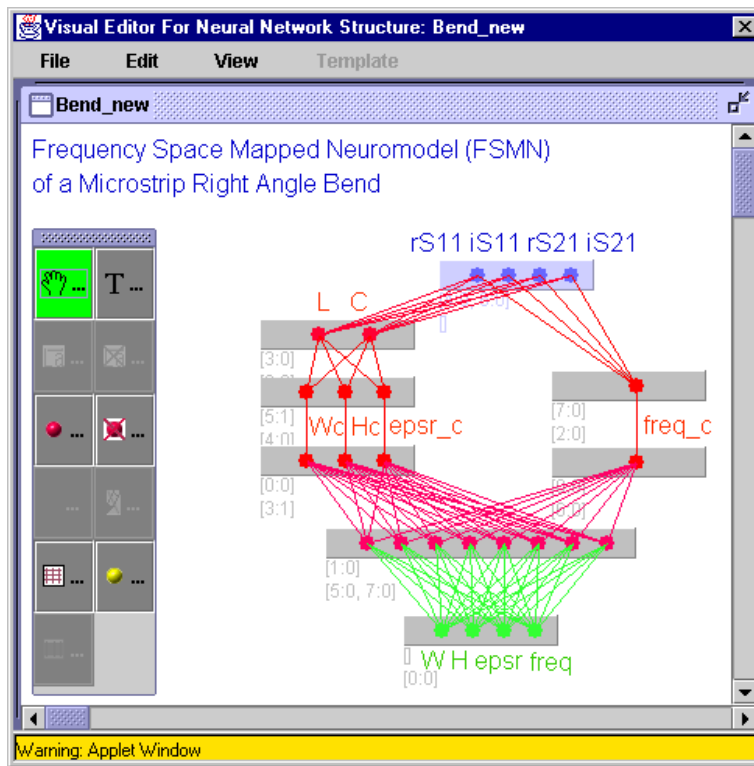 Visual Editor For Neural Network Structure: Bend_new
File Edit View Template
Bend_new
Frequency Space Mapped Neuromodel (FSMN)
of a Microstrip Right Angle Bend
rS11 iS11 rS21 iS21
L C
T ...
[3:0]
[5:1]
[7:0]
[4:0]
[2:0]
Wc Hc epsr_c
freq_c
[0:0]
[3:1]
[1:0]
[5:0, 7:0]
W H epsr freq
[0:0]
Warning: Applet Window